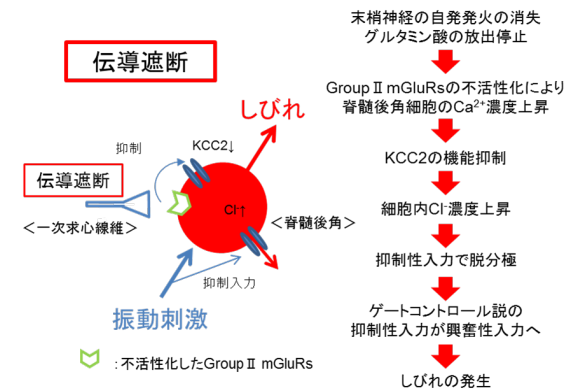 伝導遮断
しびれ
抑制
KCC2↓
伝導遮断
Cl-↑
＜一次求心線維＞
＜脊髄後角＞
抑制入力
振動刺激
：不活性化したGroupⅡ mGluRs
末梢神経の自発発火の消失
グルタミン酸の放出停止
GroupⅡ mGluRsの不活性化により
脊髄後角細胞のCa²⁺濃度上昇
KCC2の機能抑制
細胞内Cl⁻濃度上昇
抑制性入力で脱分極
ゲートコントロール説の
抑制性入力が興奮性入力へ
しびれの発生